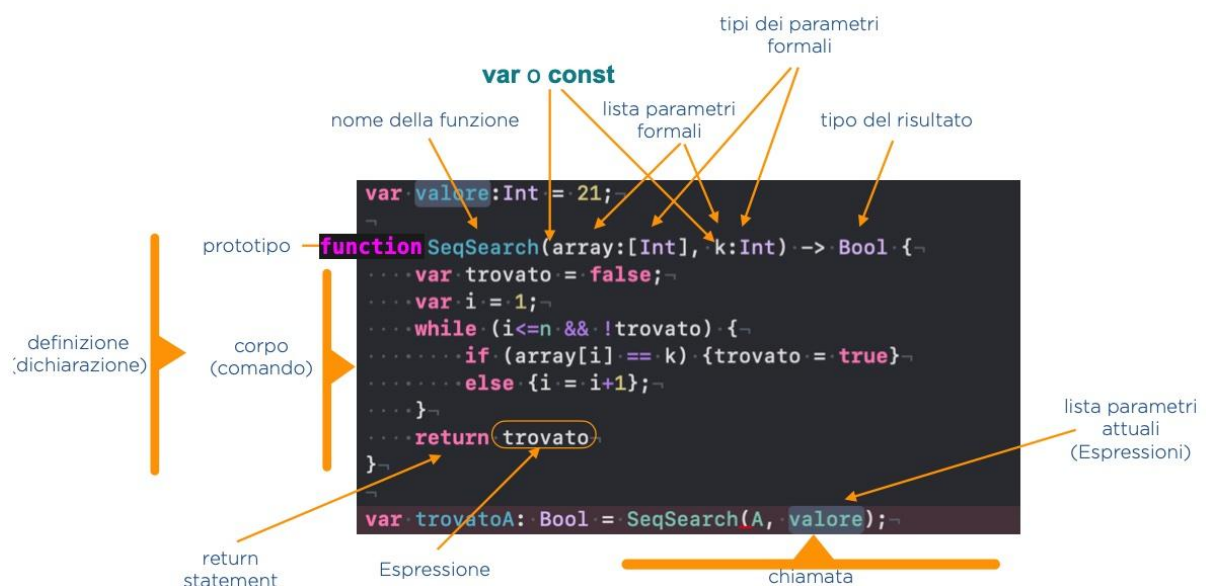 tipi dei parametri
formali
var o const
lista parametri
formali
nome della funzione
tipo del risultato
var valore:Int = 21;
prototipo
function SeqSearch(array:[Int], k:Int) -> Bool {
var trovato = false;
var i = 1;
while (i<=n && !trovato) {
if (array[i] == k) {trovato = true}
else {i = i+1};
}
return trovato
}
var trovatoA: Bool = SeqSearch(A, valore);
definizione
(dichiarazione)
corpo
(comando)
lista parametri
attuali
(Espressioni)
return
statement
Espressione
chiamata